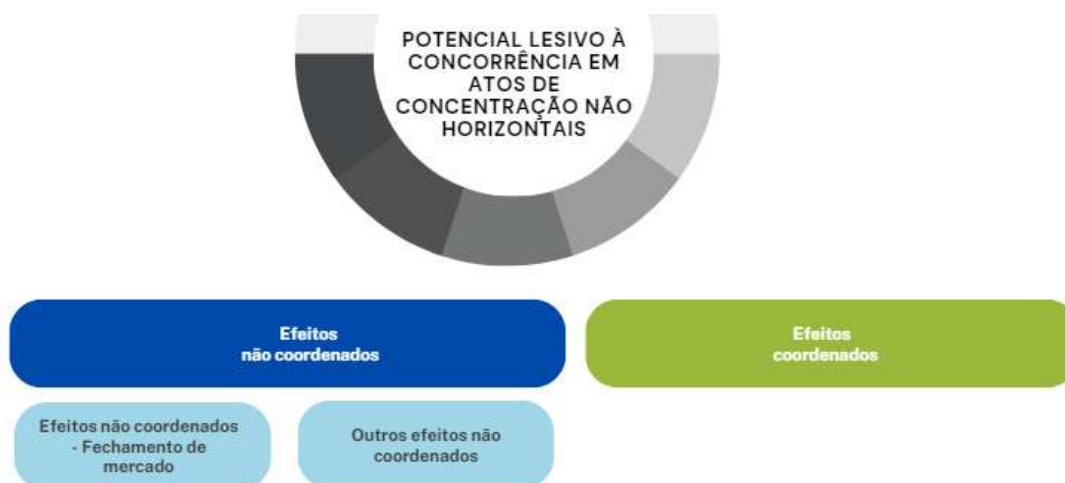 POTENCIAL LESIVO À
CONCORRÊNCIA EM
ATOS DE
CONCENTRAÇÃO NÃO
HORIZONTAIS
Efeitos
não coordenados
Efeitos
coordenados
Efeitos não coordenados
- Fechamento de
mercado
Outros efeitos não
coordenados